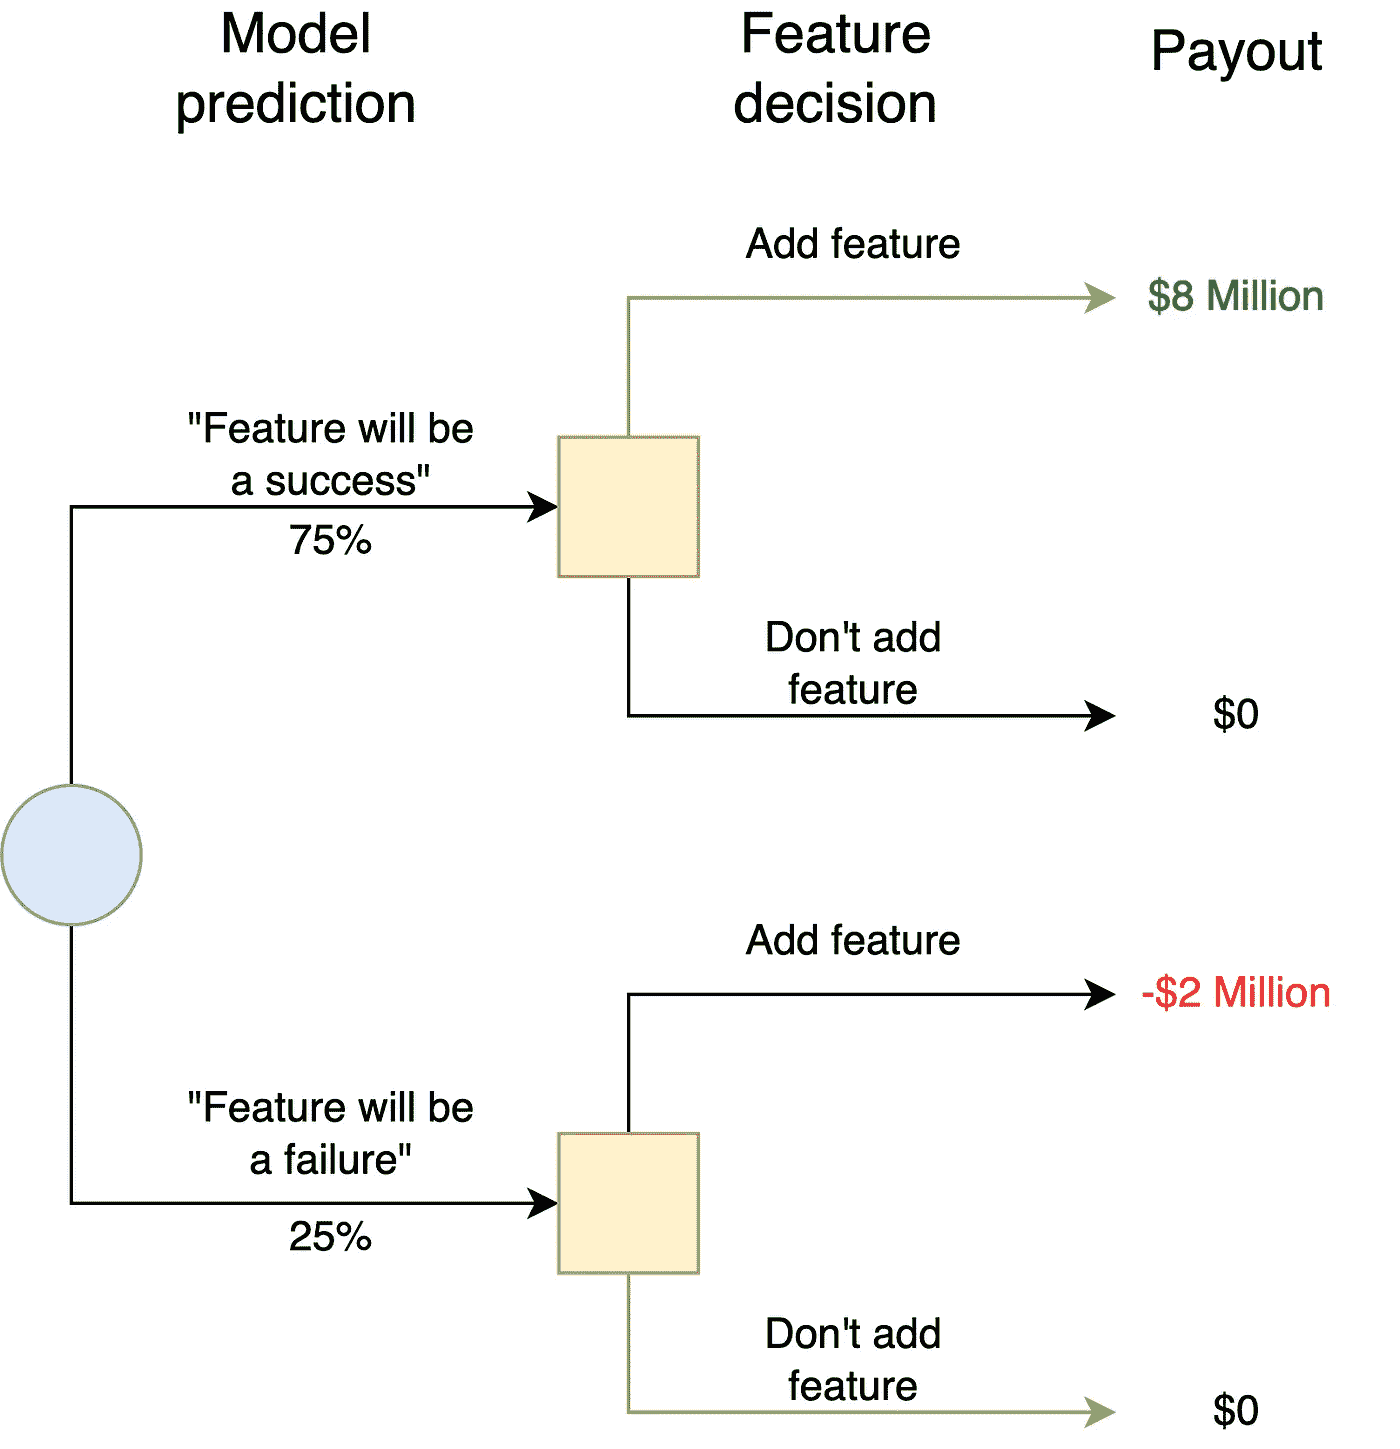 Model
prediction
Feature
decision
Payout
Add feature
$8 Million
"Feature will be
a success"
75%
Don't add
feature
$0
Add feature
-$2 Million
"Feature will be
a failure"
25%
Don't add
feature
$0